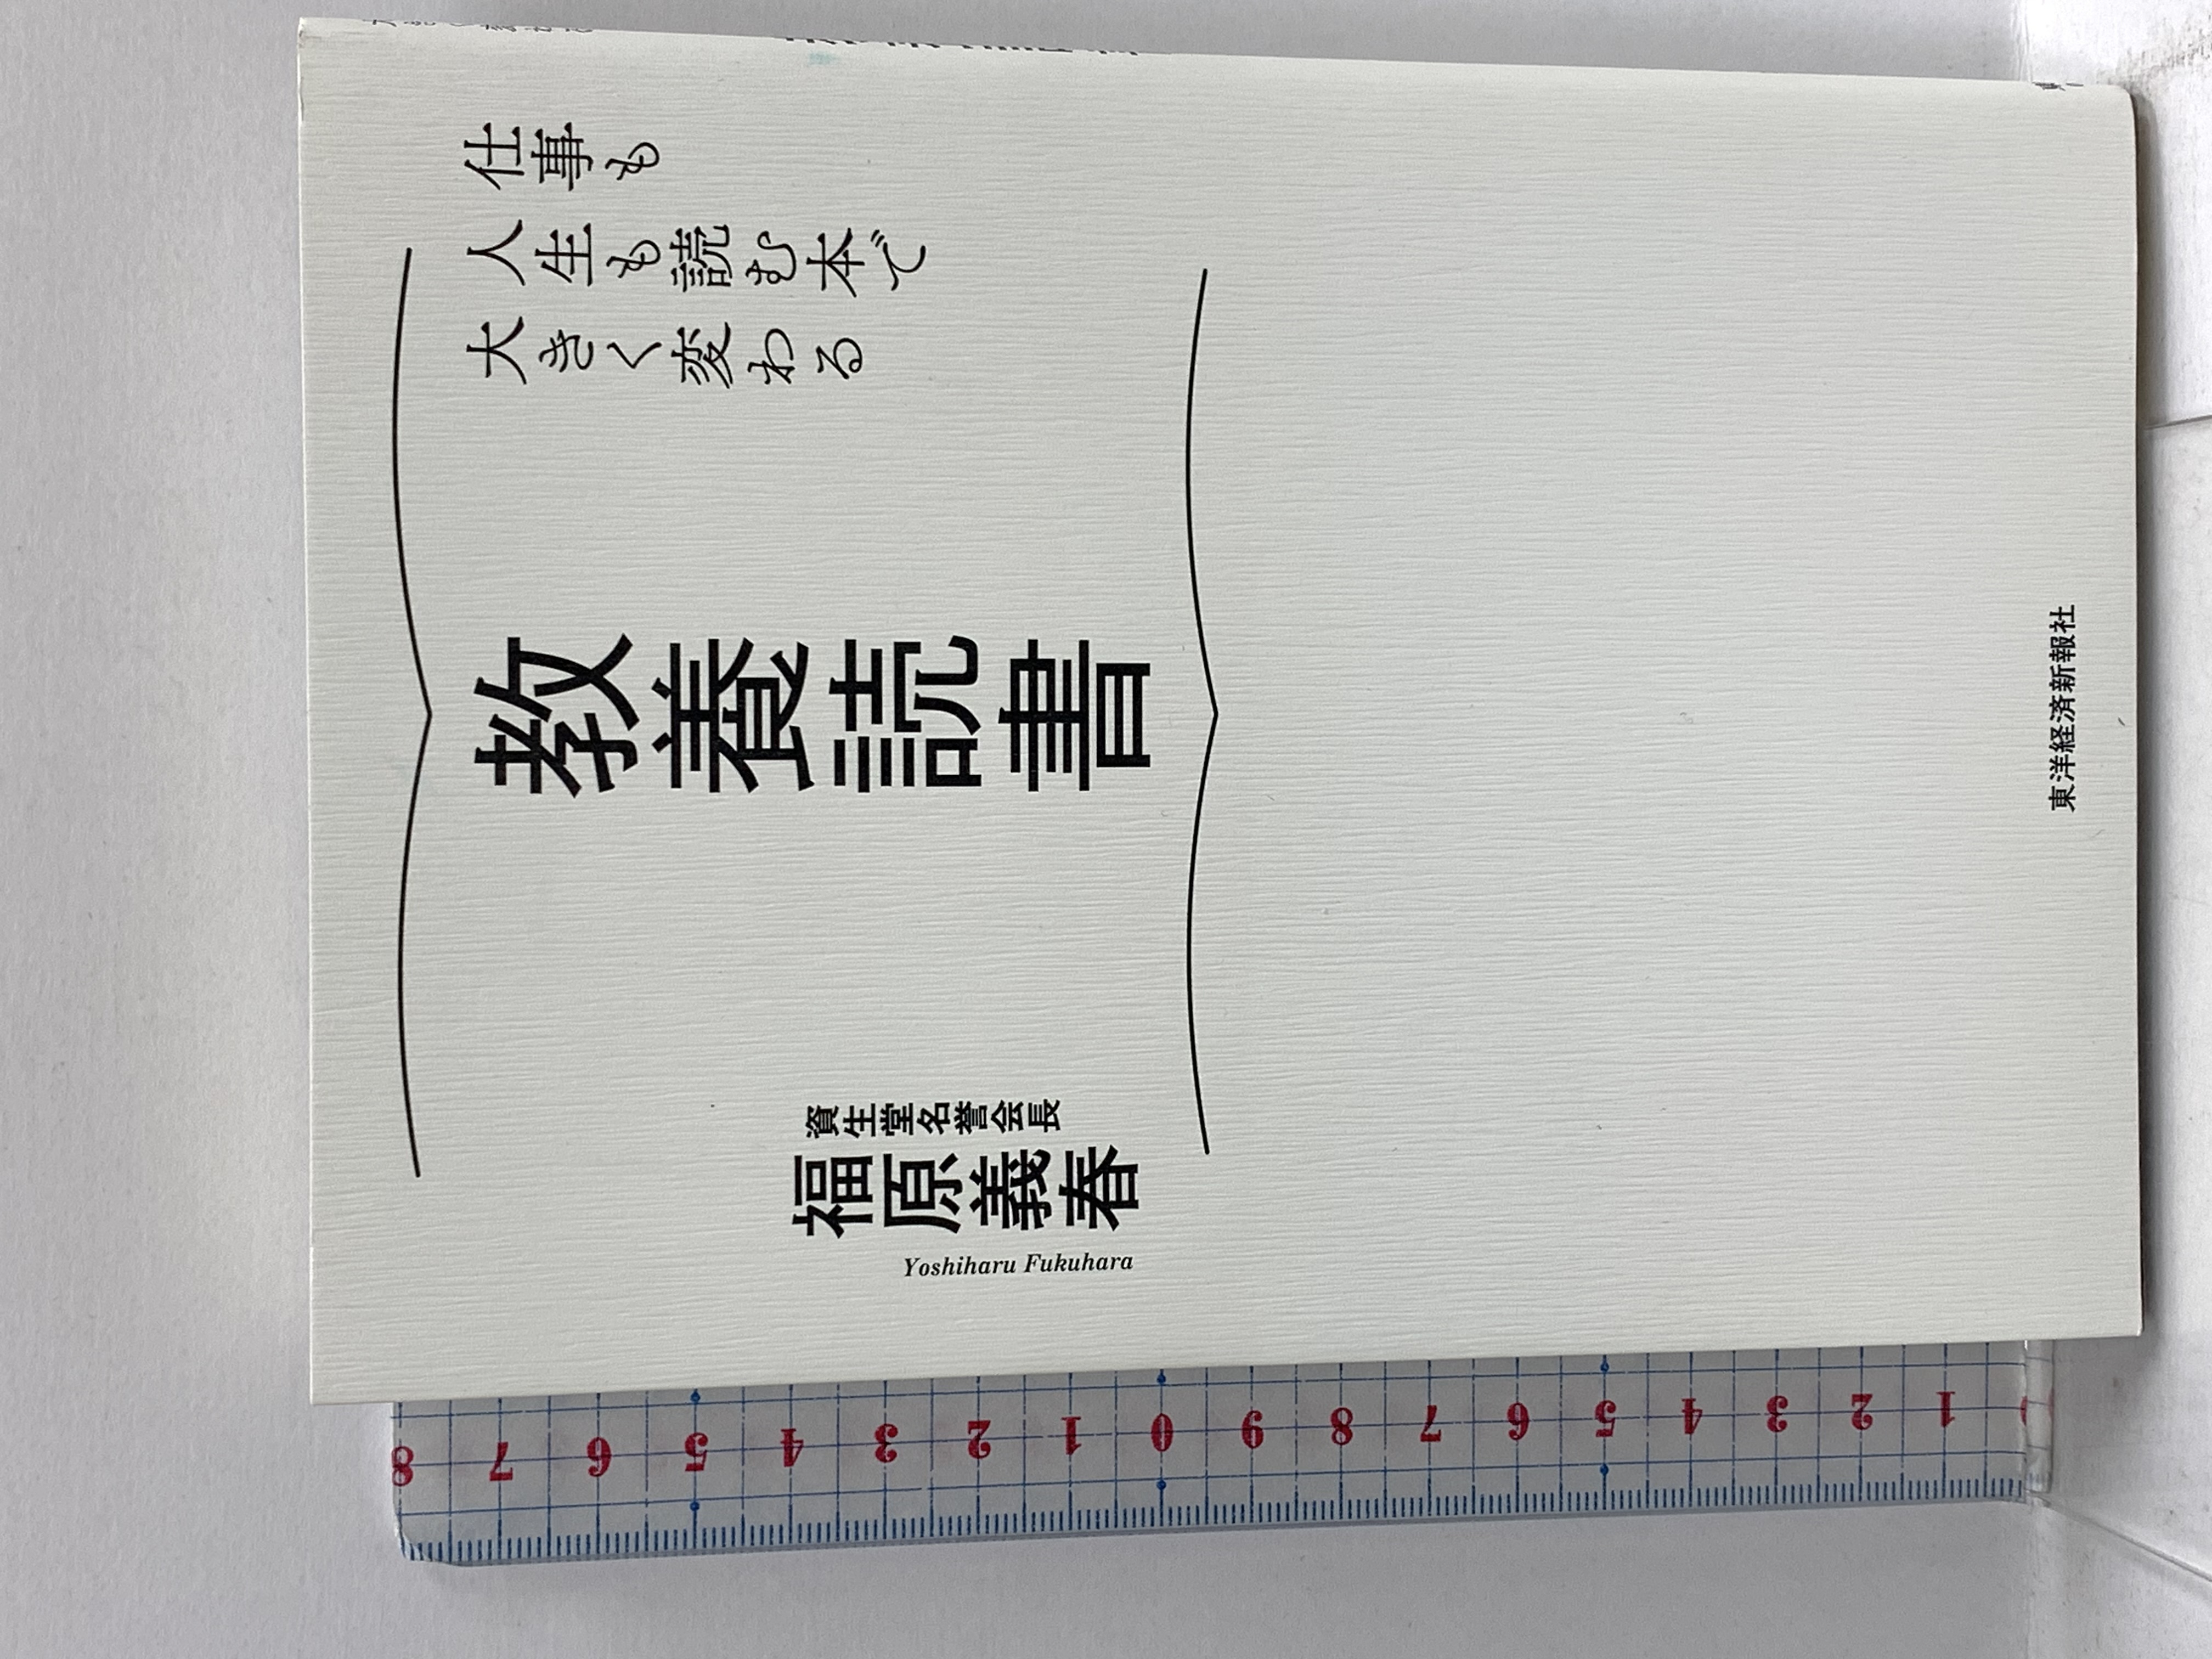 仕事も
人生も読む本で
大きく変わる
教養読書
資生堂名誉会長
福原義春
Yoshiharu Fukuhara
東洋経済新報社
8 7 6 5 4 3 2 1 0 9 8 7 6 5 4 3 2 1